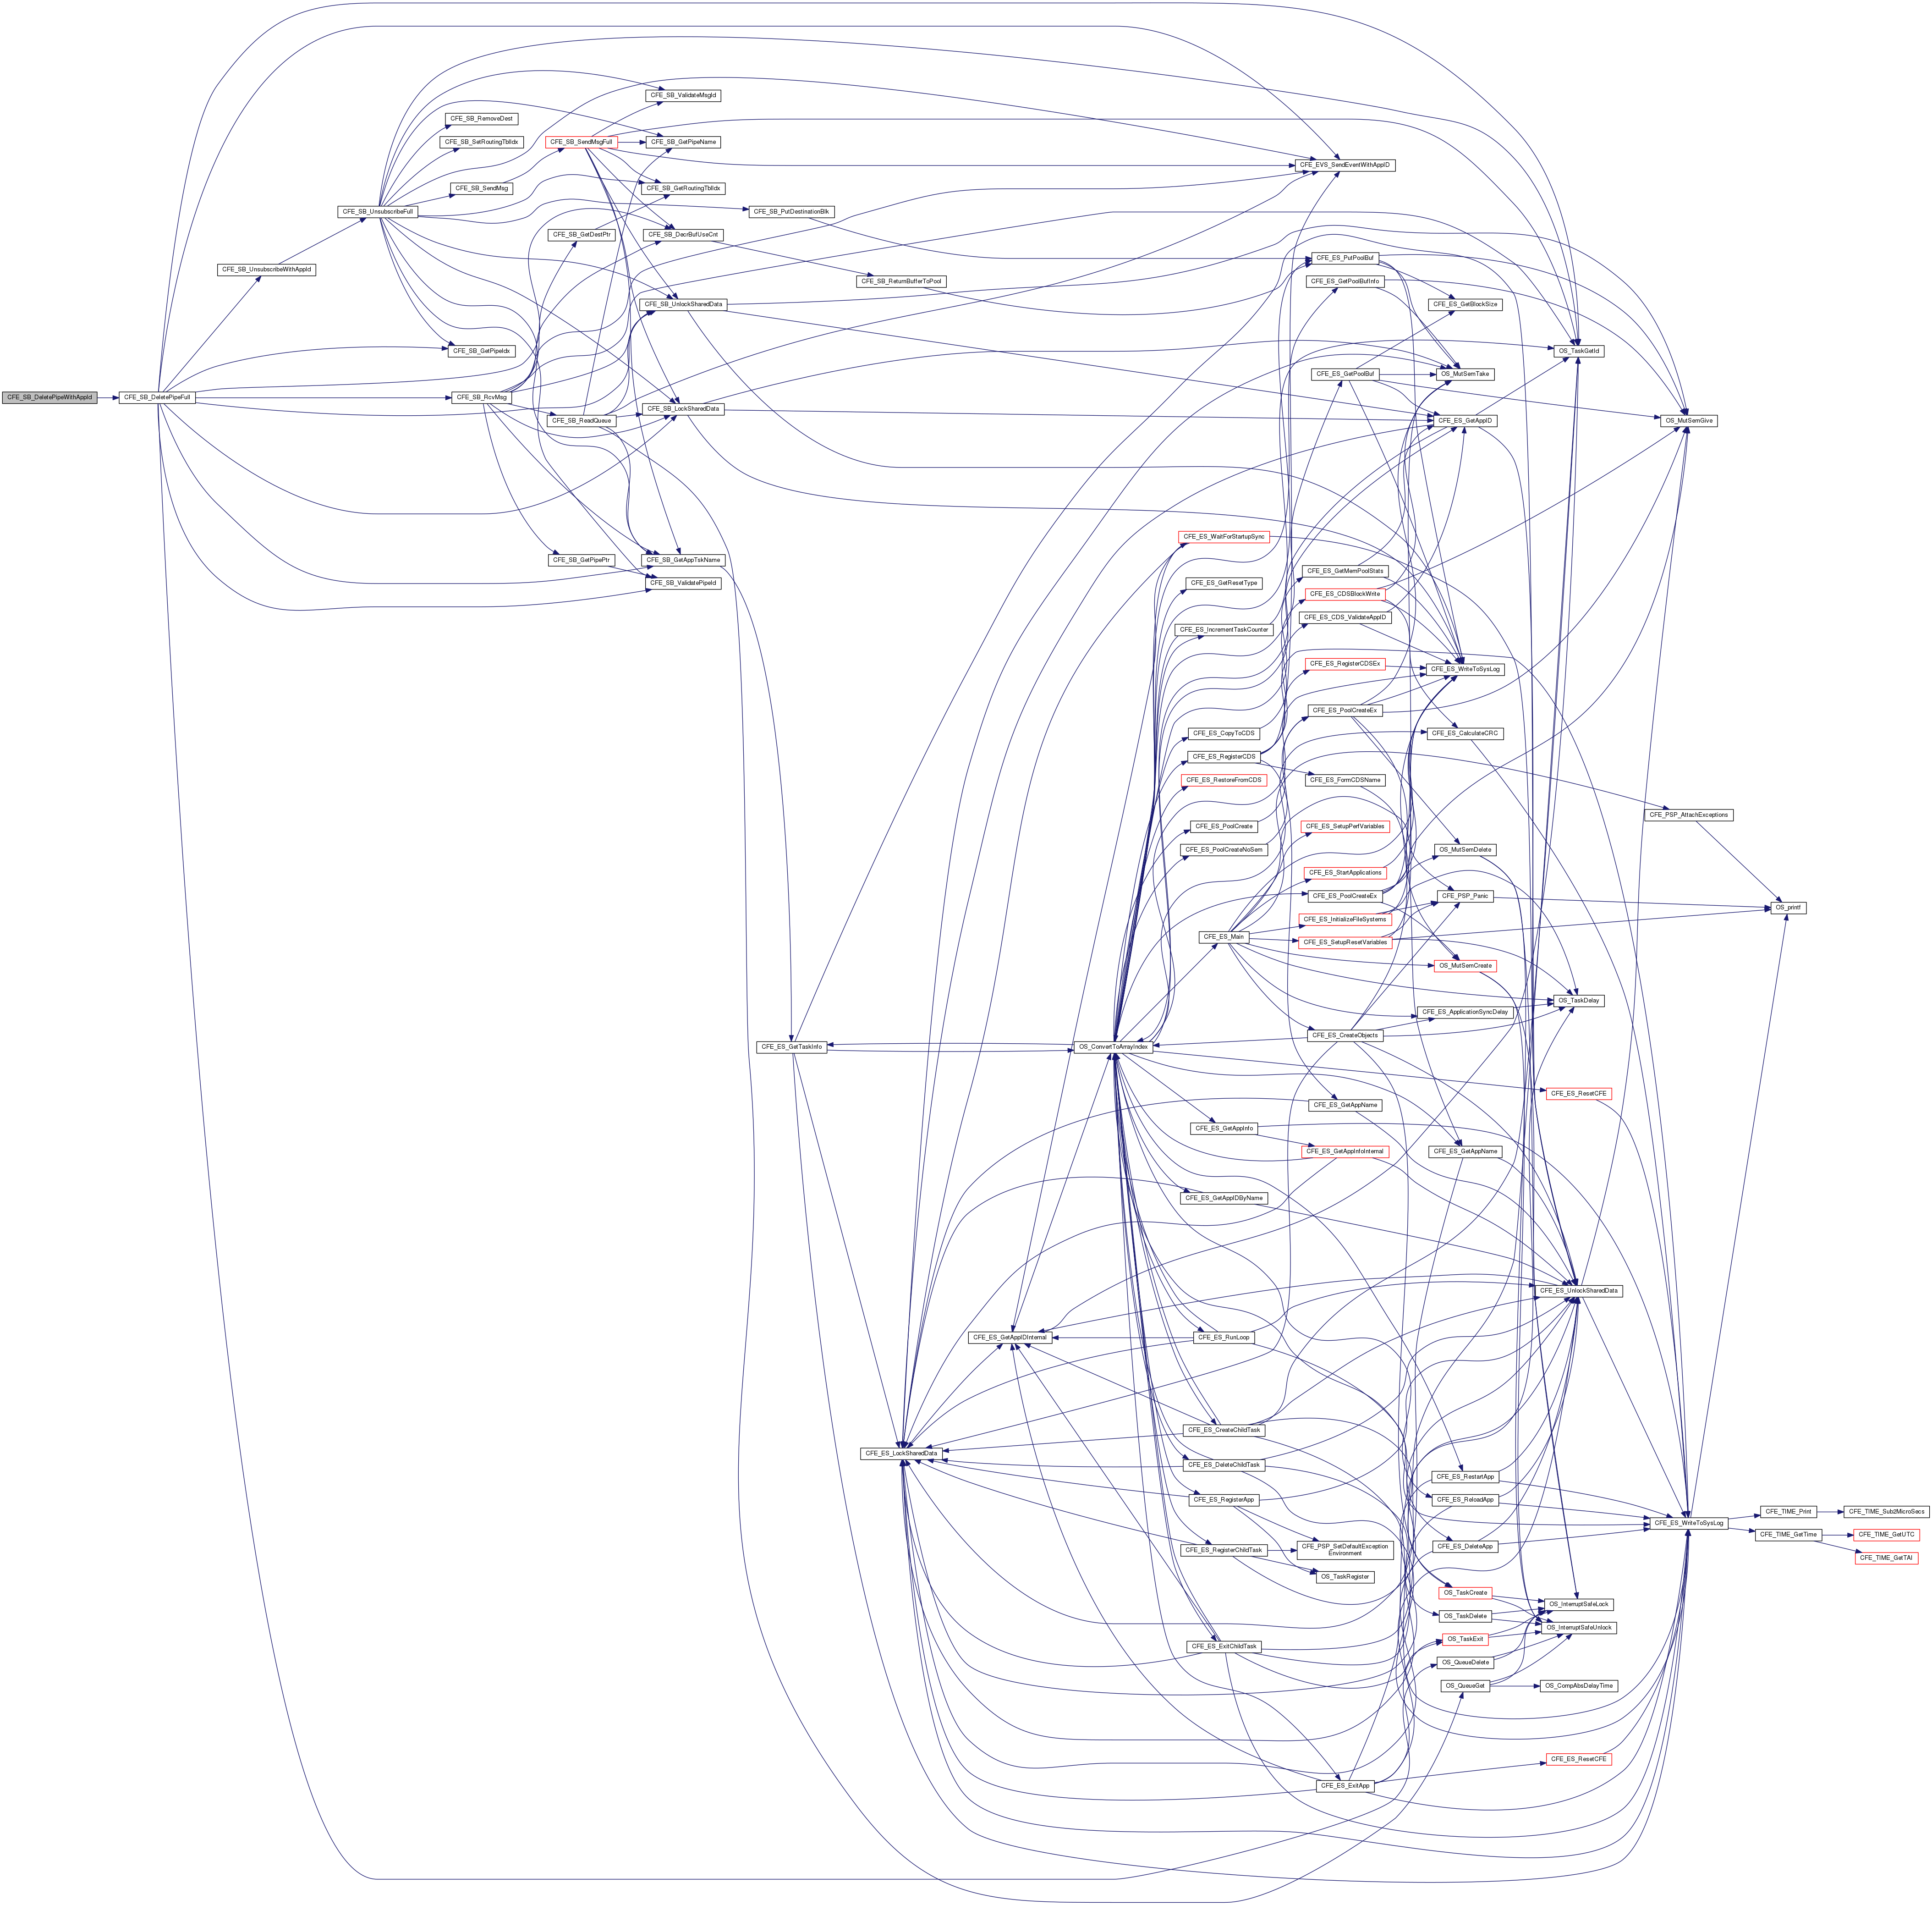 CFE_SB_DeletePipeWithAppId
CFE_SB_DeletePipeFull
CFE_SB_UnsubscribeWithAppId
CFE_SB_UnsubscribeFull
CFE_SB_RemoveDest
CFE_SB_SetRoutingTblIdx
CFE_SB_SendMsg
CFE_SB_GetPipeIdx
CFE_SB_RcvMsg
CFE_SB_SendMsgFull
CFE_SB_GetDestPtr
CFE_SB_ReadQueue
CFE_SB_GetPipePtr
CFE_SB_ValidateMsgId
CFE_SB_GetPipeName
CFE_SB_GetRoutingTblIdx
CFE_SB_DecrBufUseCnt
CFE_SB_UnlockSharedData
CFE_SB_LockSharedData
CFE_SB_GetAppTskName
CFE_SB_ValidatePipeId
CFE_SB_PutDestinationBlk
CFE_SB_ReturnBufferToPool
CFE_ES_GetTaskInfo
CFE_ES_LockSharedData
CFE_ES_GetAppIDInternal
OS_ConvertToArrayIndex
CFE_ES_WaitForStartupSync
CFE_ES_GetResetType
CFE_ES_IncrementTaskCounter
CFE_ES_CopyToCDS
CFE_ES_RegisterCDS
CFE_ES_RestoreFromCDS
CFE_ES_PoolCreate
CFE_ES_PoolCreateNoSem
CFE_ES_Main
CFE_ES_GetAppInfo
CFE_ES_GetAppIDByName
CFE_ES_RunLoop
CFE_ES_CreateChildTask
CFE_ES_DeleteChildTask
CFE_ES_RegisterApp
CFE_ES_RegisterChildTask
CFE_ES_ExitChildTask
CFE_EVS_SendEventWithAppID
CFE_ES_PutPoolBuf
CFE_ES_GetPoolBufInfo
CFE_ES_GetPoolBuf
CFE_ES_GetMemPoolStats
CFE_ES_CDSBlockWrite
CFE_ES_CDS_ValidateAppID
CFE_ES_RegisterCDSEx
CFE_ES_PoolCreateEx
CFE_ES_FormCDSName
CFE_ES_SetupPerfVariables
CFE_ES_StartApplications
CFE_ES_PoolCreateEx
CFE_ES_InitializeFileSystems
CFE_ES_SetupResetVariables
CFE_ES_CreateObjects
CFE_ES_GetAppName
CFE_ES_GetAppInfoInternal
CFE_PSP_SetDefaultException
Environment
OS_TaskRegister
CFE_ES_ExitApp
CFE_ES_GetBlockSize
OS_MutSemTake
CFE_ES_GetAppID
CFE_ES_WriteToSysLog
CFE_ES_CalculateCRC
OS_MutSemDelete
CFE_PSP_Panic
OS_MutSemCreate
CFE_ES_ApplicationSyncDelay
CFE_ES_GetAppName
CFE_ES_RestartApp
CFE_ES_ReloadApp
CFE_ES_DeleteApp
OS_TaskCreate
OS_TaskDelete
OS_TaskExit
OS_QueueDelete
OS_QueueGet
OS_TaskGetId
OS_TaskDelay
CFE_ES_ResetCFE
CFE_ES_UnlockSharedData
OS_InterruptSafeLock
OS_InterruptSafeUnlock
OS_CompAbsDelayTime
CFE_ES_ResetCFE
OS_MutSemGive
CFE_PSP_AttachExceptions
CFE_ES_WriteToSysLog
OS_printf
CFE_TIME_Print
CFE_TIME_GetTime
CFE_TIME_Sub2MicroSecs
CFE_TIME_GetUTC
CFE_TIME_GetTAI